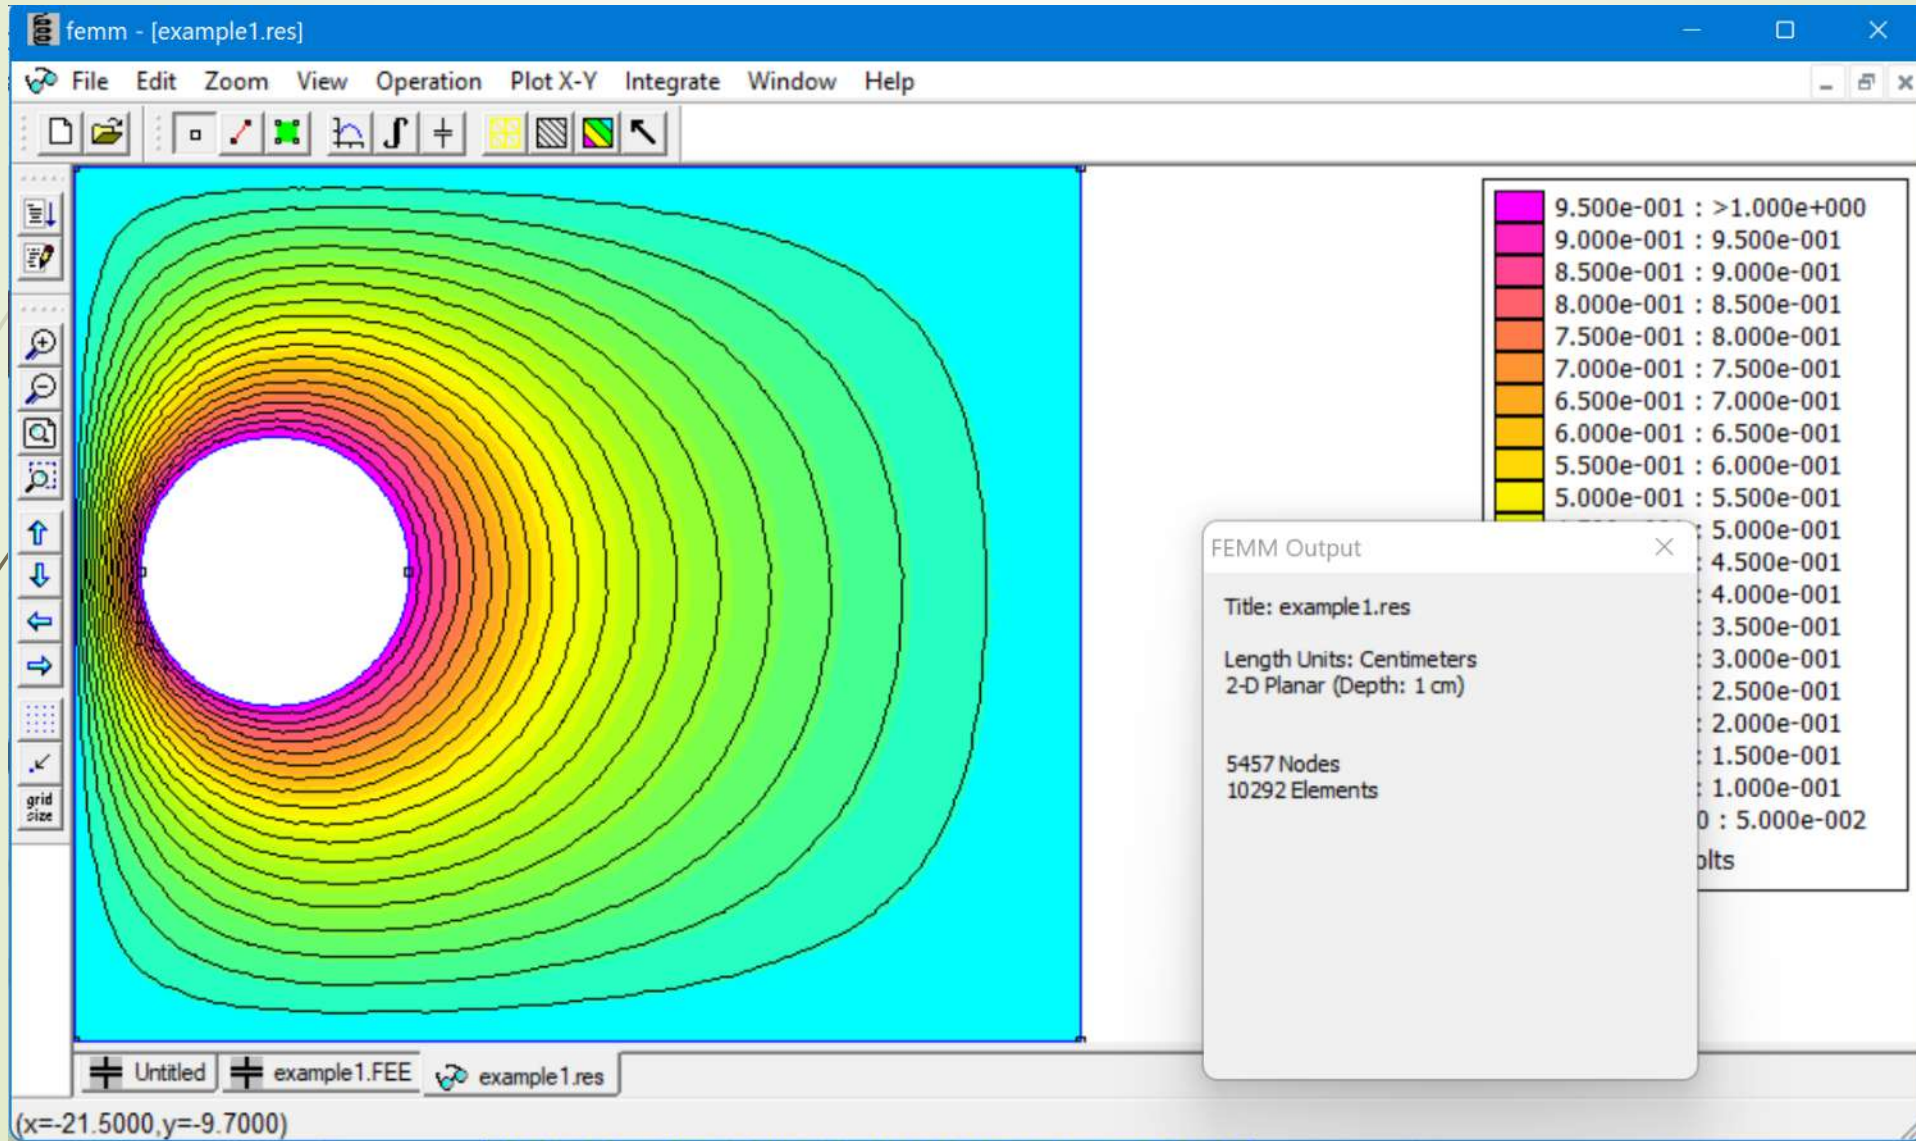 femm - [example1.res]
File Edit Zoom View Operation Plot X-Y Integrate Window Help
grid
size
9.500e-001 : >1.000e+000
9.000e-001 : 9.500e-001
8.500e-001 : 9.000e-001
8.000e-001 : 8.500e-001
7.500e-001 : 8.000e-001
7.000e-001 : 7.500e-001
6.500e-001 : 7.000e-001
6.000e-001 : 6.500e-001
5.500e-001 : 6.000e-001
5.000e-001 : 5.500e-001
: 5.000e-001
: 4.500e-001
: 4.000e-001
: 3.500e-001
: 3.000e-001
: 2.500e-001
: 2.000e-001
: 1.500e-001
: 1.000e-001
0 : 5.000e-002
olts
FEMM Output
Title: example1.res
Length Units: Centimeters
2-D Planar (Depth: 1 cm)
5457 Nodes
10292 Elements
Untitled example1.FEE example1.res
(x=-21.5000,y=-9.7000)